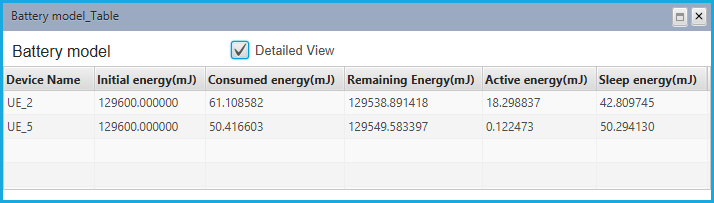 Battery model_Table
Battery model Detailed View
Device Name Initial energy(mJ) Consumed energy(mJ) Remaining Energy(mJ) Active energy(mJ) Sleep energy(mJ)
UE_2 129600.000000 61.108582 129538.891418 18.298837 42.809745
UE_5 129600.000000 50.416603 129549.583397 0.122473 50.294130